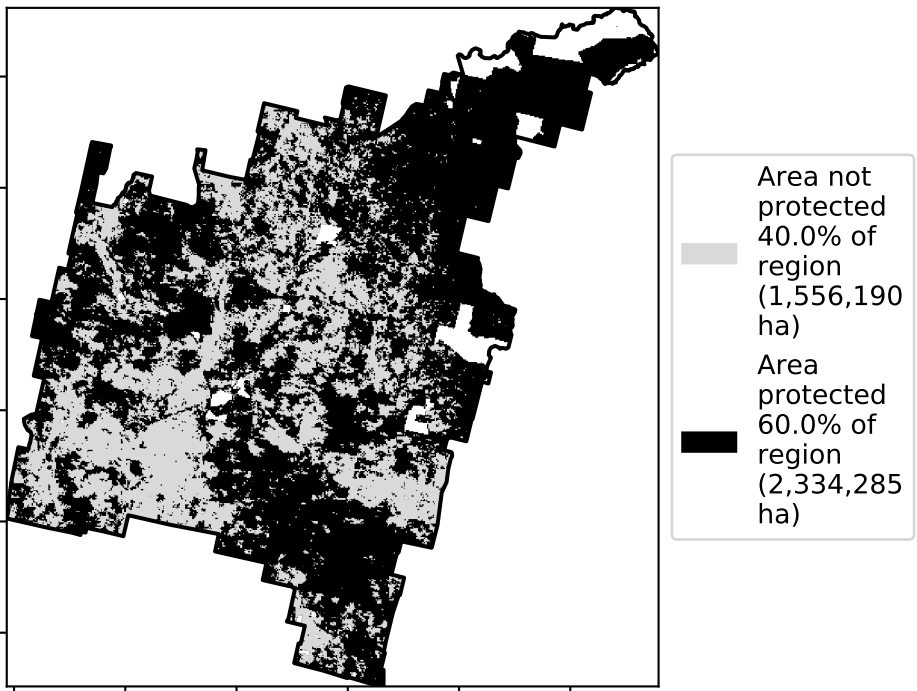 Area not
protected
40.0% of
region
(1,556,190
ha)
Area
protected
60.0% of
region
(2,334,285
ha)